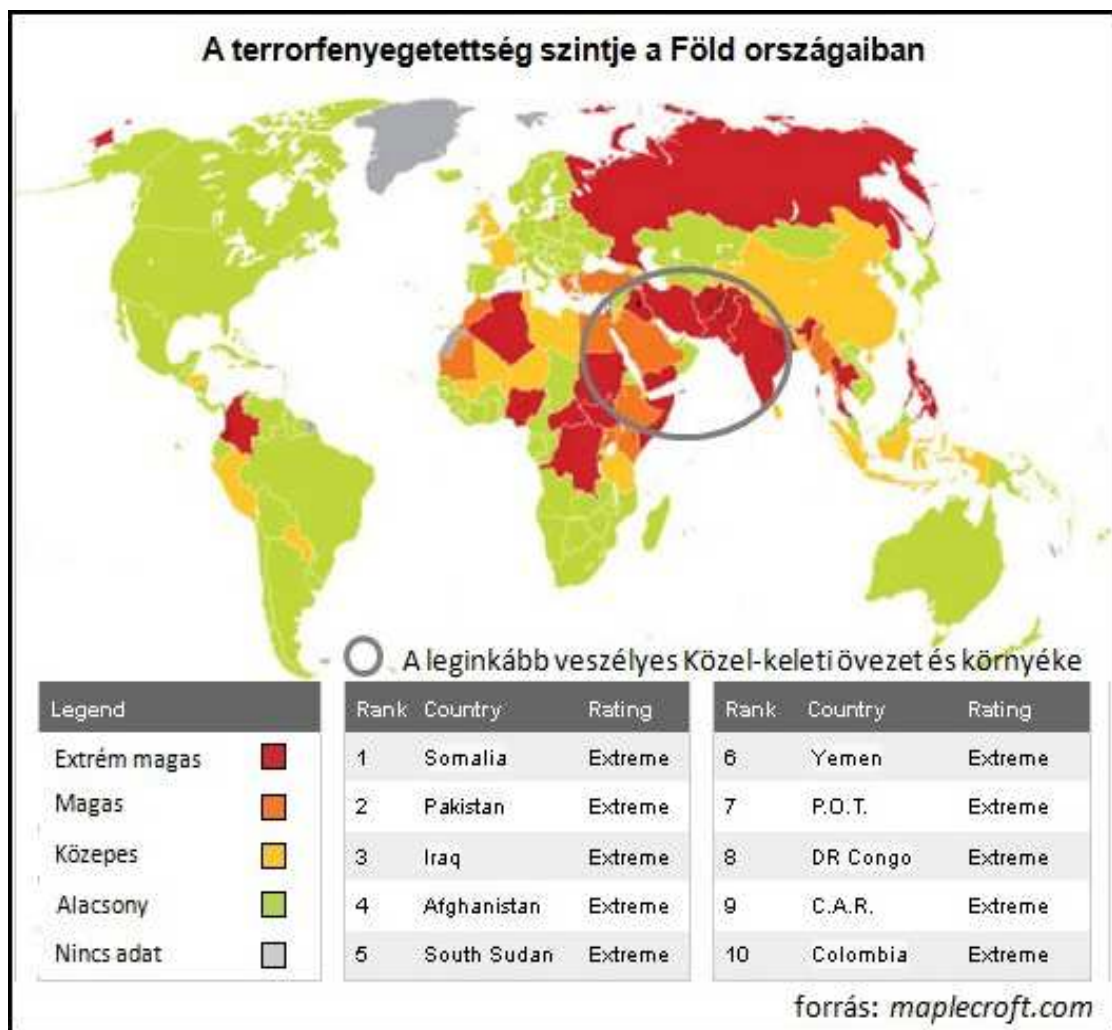 A terrorfenyegetettség szintje a Föld országaiban
A leginkább veszélyes Közel-keleti övezet és környéke
Legend
Extrém magas
Magas
Közepes
Alacsony
Nincs adat
Rank Country Rating
1 Somalia Extreme
2 Pakistan Extreme
3 Iraq Extreme
4 Afghanistan Extreme
5 South Sudan Extreme
Rank Country Rating
6 Yemen Extreme
7 P.O.T. Extreme
8 DR Congo Extreme
9 C.A.R. Extreme
10 Colombia Extreme
forrás: maplecroft.com